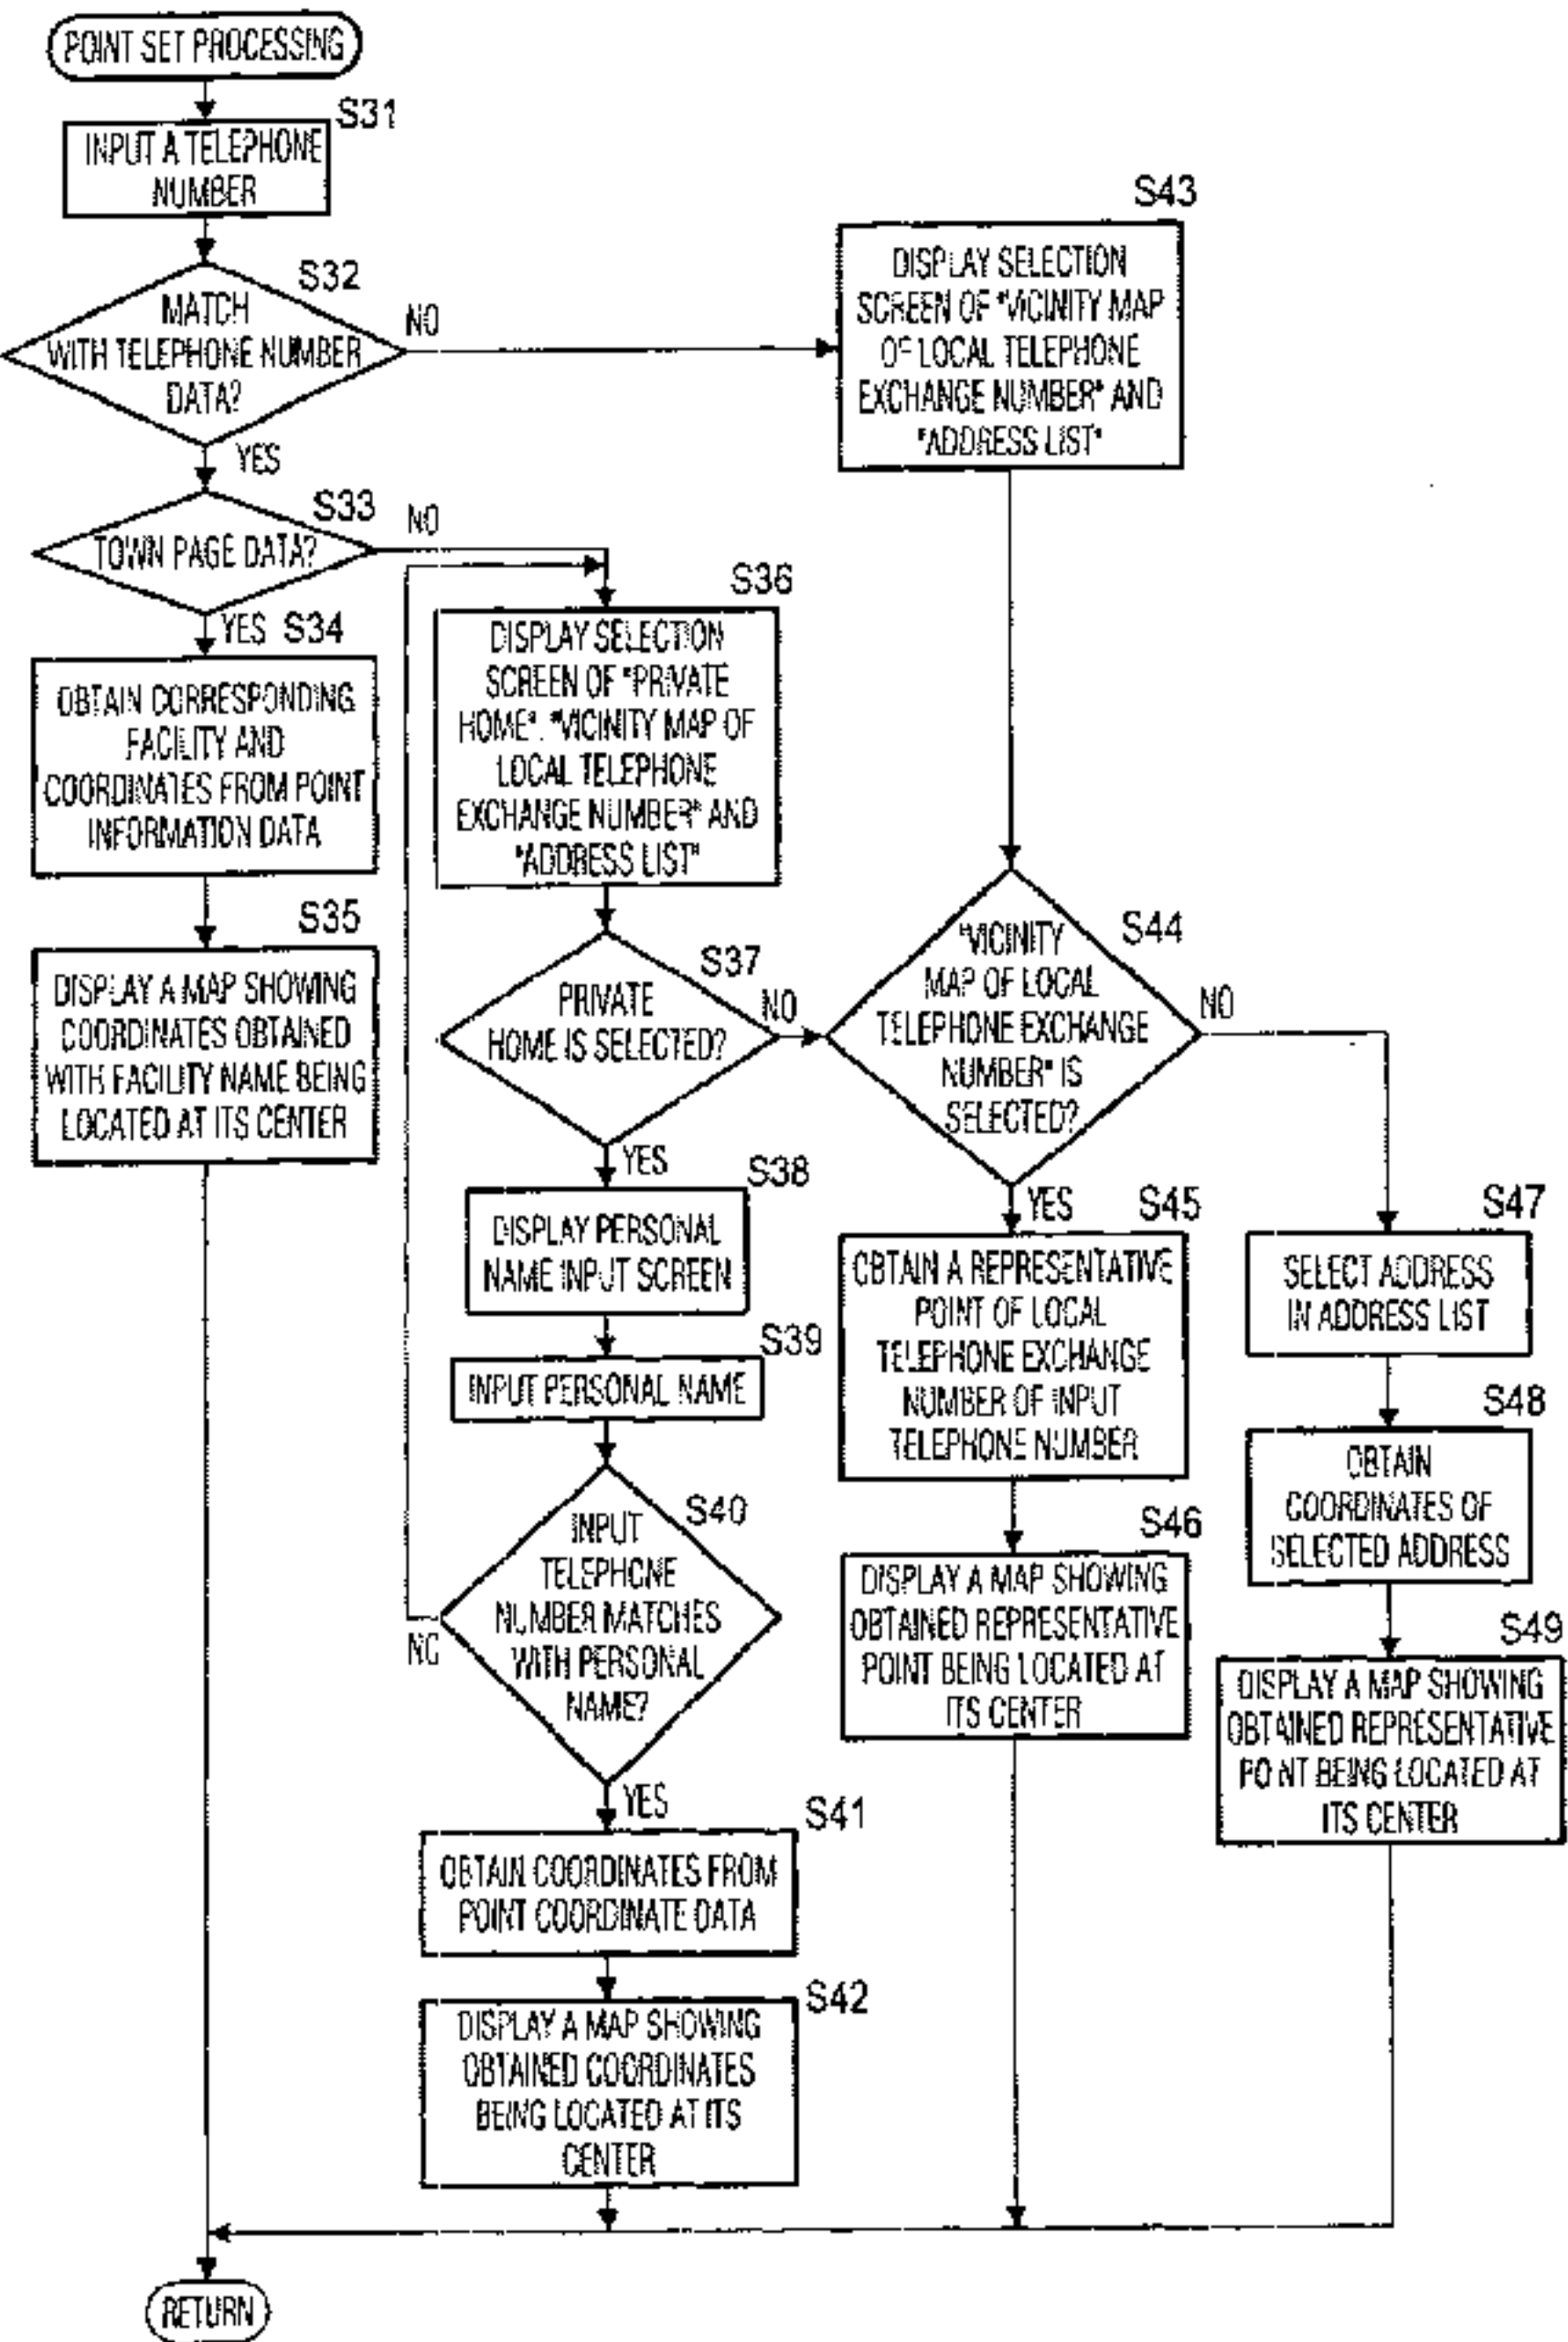 POINT SET PROCESSING
S31
INPUT A TELEPHONE
NUMBER
S32
MATCH
WITH TELEPHONE NUMBER
DATA?
NO
YES
S33
TOWN PAGE DATA?
NO
YES
S34
OBTAIN CORRESPONDING
FACILITY AND
COORDINATES FROM POINT
INFORMATION DATA
S35
DISPLAY A MAP SHOWING
COORDINATES OBTAINED
WITH FACILITY NAME BEING
LOCATED AT ITS CENTER
S36
DISPLAY SELECTION
SCREEN OF "PRIVATE
HOME", "VICINITY MAP OF
LOCAL TELEPHONE
EXCHANGE NUMBER" AND
"ADDRESS LIST"
S37
PRIVATE
HOME IS SELECTED?
NO
YES
S38
DISPLAY PERSONAL
NAME INPUT SCREEN
S39
INPUT PERSONAL NAME
S40
INPUT
TELEPHONE
NUMBER MATCHES
WITH PERSONAL
NAME?
NO
YES
S41
OBTAIN COORDINATES FROM
POINT COORDINATE DATA
S42
DISPLAY A MAP SHOWING
OBTAINED COORDINATES
BEING LOCATED AT ITS
CENTER
S43
DISPLAY SELECTION
SCREEN OF "VICINITY MAP
OF LOCAL TELEPHONE
EXCHANGE NUMBER" AND
"ADDRESS LIST"
S44
"VICINITY
MAP OF LOCAL
TELEPHONE EXCHANGE
NUMBER" IS
SELECTED?
NO
YES
S45
OBTAIN A REPRESENTATIVE
POINT OF LOCAL
TELEPHONE EXCHANGE
NUMBER OF INPUT
TELEPHONE NUMBER
S46
DISPLAY A MAP SHOWING
OBTAINED REPRESENTATIVE
POINT BEING LOCATED AT
ITS CENTER
S47
SELECT ADDRESS
IN ADDRESS LIST
S48
OBTAIN
COORDINATES OF
SELECTED ADDRESS
S49
DISPLAY A MAP SHOWING
OBTAINED REPRESENTATIVE
POINT BEING LOCATED AT
ITS CENTER
RETURN